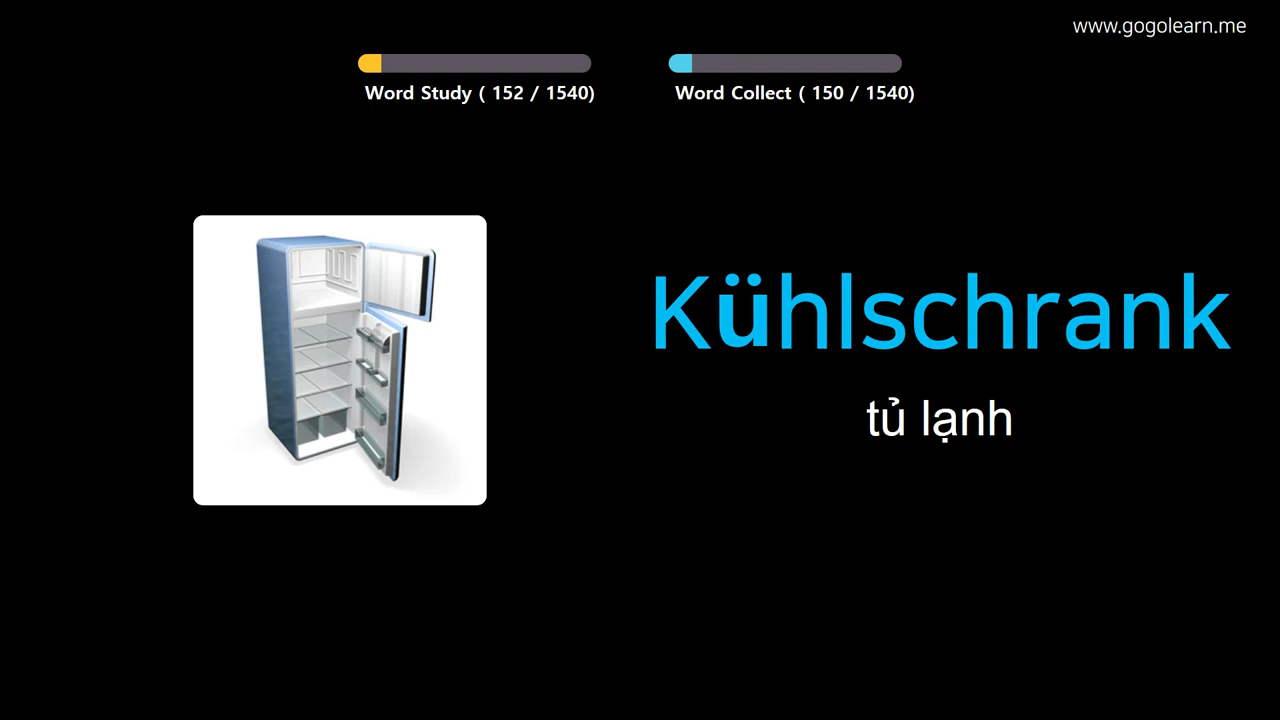 www.gogolearn.me
Word Study ( 152 / 1540)
Word Collect ( 150 / 1540)
Kühlschrank
tủ lạnh